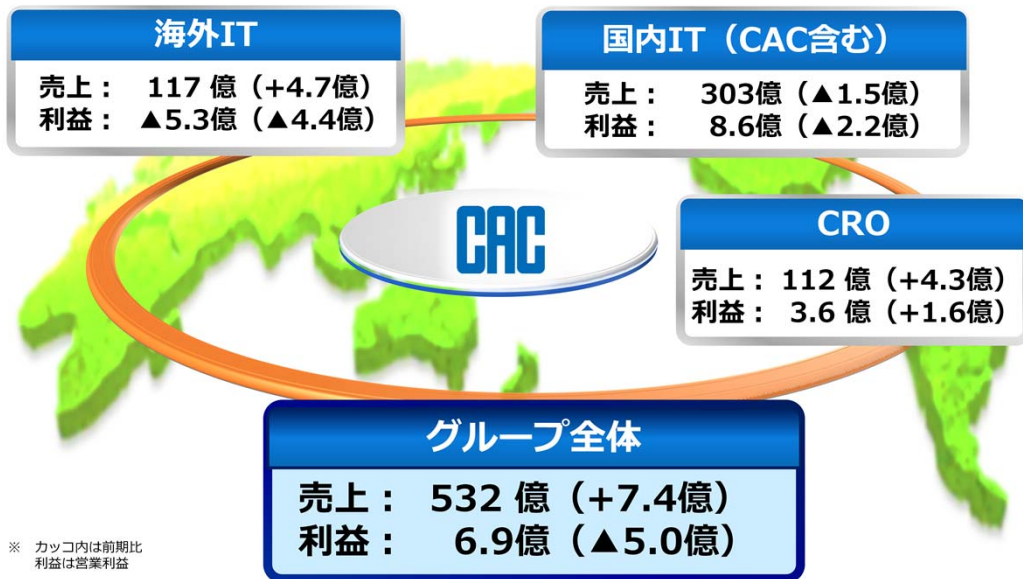 海外IT
売上： 117 億（+4.7億）
利益： ▲5.3億（▲4.4億）
国内IT（CAC含む）
売上： 303億（▲1.5億）
利益： 8.6億（▲2.2億）
CAC
CRO
売上： 112 億（+4.3億）
利益： 3.6 億（+1.6億）
グループ全体
売上： 532 億（+7.4億）
利益： 6.9億（▲5.0億）
※ カッコ内は前期比
利益は営業利益